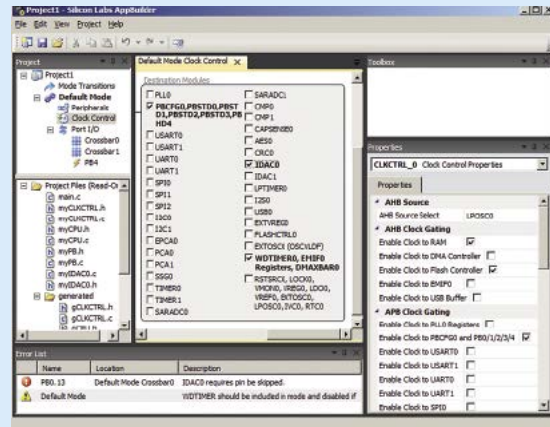 Project1 - Silicon Labs AppBuilder
File Edit View Project Help
Project
Project1
Mode Transitions
Default Mode
Peripherals
Clock Control
Port I/O
Crossbar0
Crossbar1
PB4
Project Files (Read-On
main.c
myCLKCTRL.h
myCLKCTRL.c
myCPU.h
myCPU.c
myPB.h
myPB.c
myIDAC0.c
myIDAC0.h
generated
gCLKCTRL.h
gCLKCTRL.c
gCPU.h
Default Mode Clock Control
Destination Modules
PLL0
PBCFG0,PBSTD0,PBST
D1,PBSTD2,PBSTD3,PB
HD4
USART0
USART1
UART0
UART1
SPI0
SPI1
SPI2
I2C0
I2C1
EPCA0
PCA0
PCA1
SSG0
TIMER0
TIMER1
SARADC0
SARADC1
CMP0
CMP1
CAPSENSE0
AES0
CRC0
IDAC0
IDAC1
LPTIMER0
I2S0
USB0
EXTVREG0
FLASHCTRL0
EXTOSCI (OSCVLDF)
WDTIMER0, EMIF0
Registers, DMAXBAR0
RSTSRC0, LOCK0,
VMON0, VREG0, LDO0,
VREF0, EXTOSC0,
LPOSC0,IVC0, RTC0
Toolbox
Properties
CLKCTRL_0 Clock Control Properties
Properties
AHB Source
AHB Source Select LPOSC0
AHB Clock Gating
Enable Clock to RAM
Enable Clock to DMA Controller
Enable Clock to Flash Controller
Enable Clock to EMIF0
Enable Clock to USB Buffer
APB Clock Gating
Enable Clock to PLL0 Registers
Enable Clock to PBCFG0 and PB0/1/2/3/4
Enable Clock to USART0
Enable Clock to USART1
Enable Clock to UART0
Enable Clock to UART1
Enable Clock to SPI0
Error List
Name Location Description
PB0.13 Default Mode Crossbar0 IDAC0 requires pin be skipped.
Default Mode WDTIMER should be included in mode and disabled if